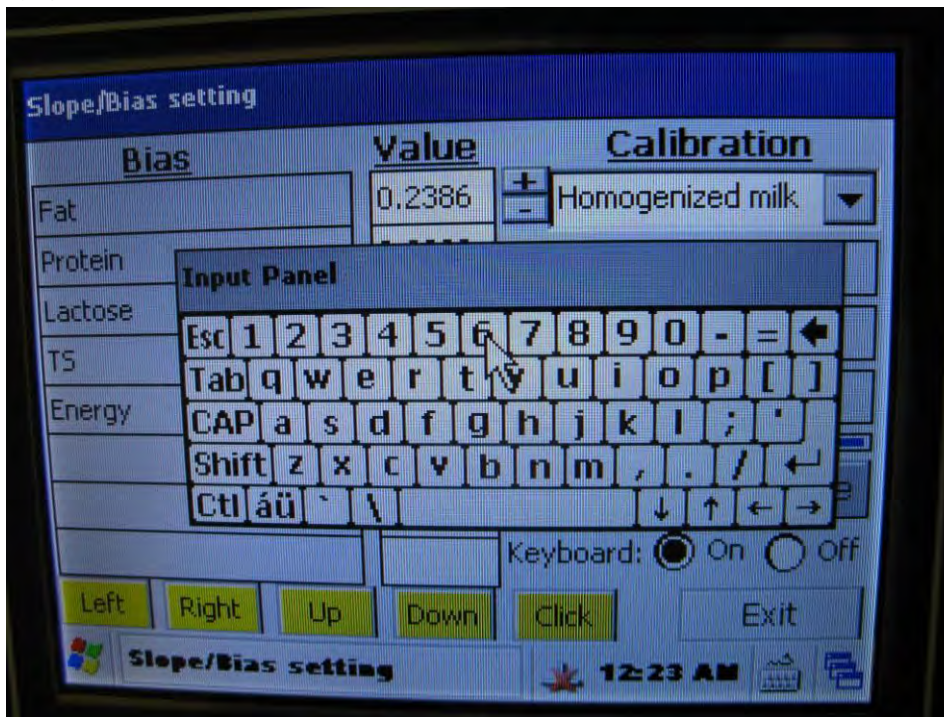 Slope/Bias setting
Bias Value Calibration
Fat 0.2386 + - Homogenized milk
Protein
Input Panel
Lactose
Esc 1 2 3 4 5 6 7 8 9 0 - =
TS
Tab q w e r t y u i o p [ ]
Energy
CAP a s d f g h j k l ; '
Shift z x c v b n m , . /
Ctl áü ` \ ↓ ↑ ← →
Keyboard: On Off
Left Right Up Down Click Exit
Slope/Bias setting 12:23 AM